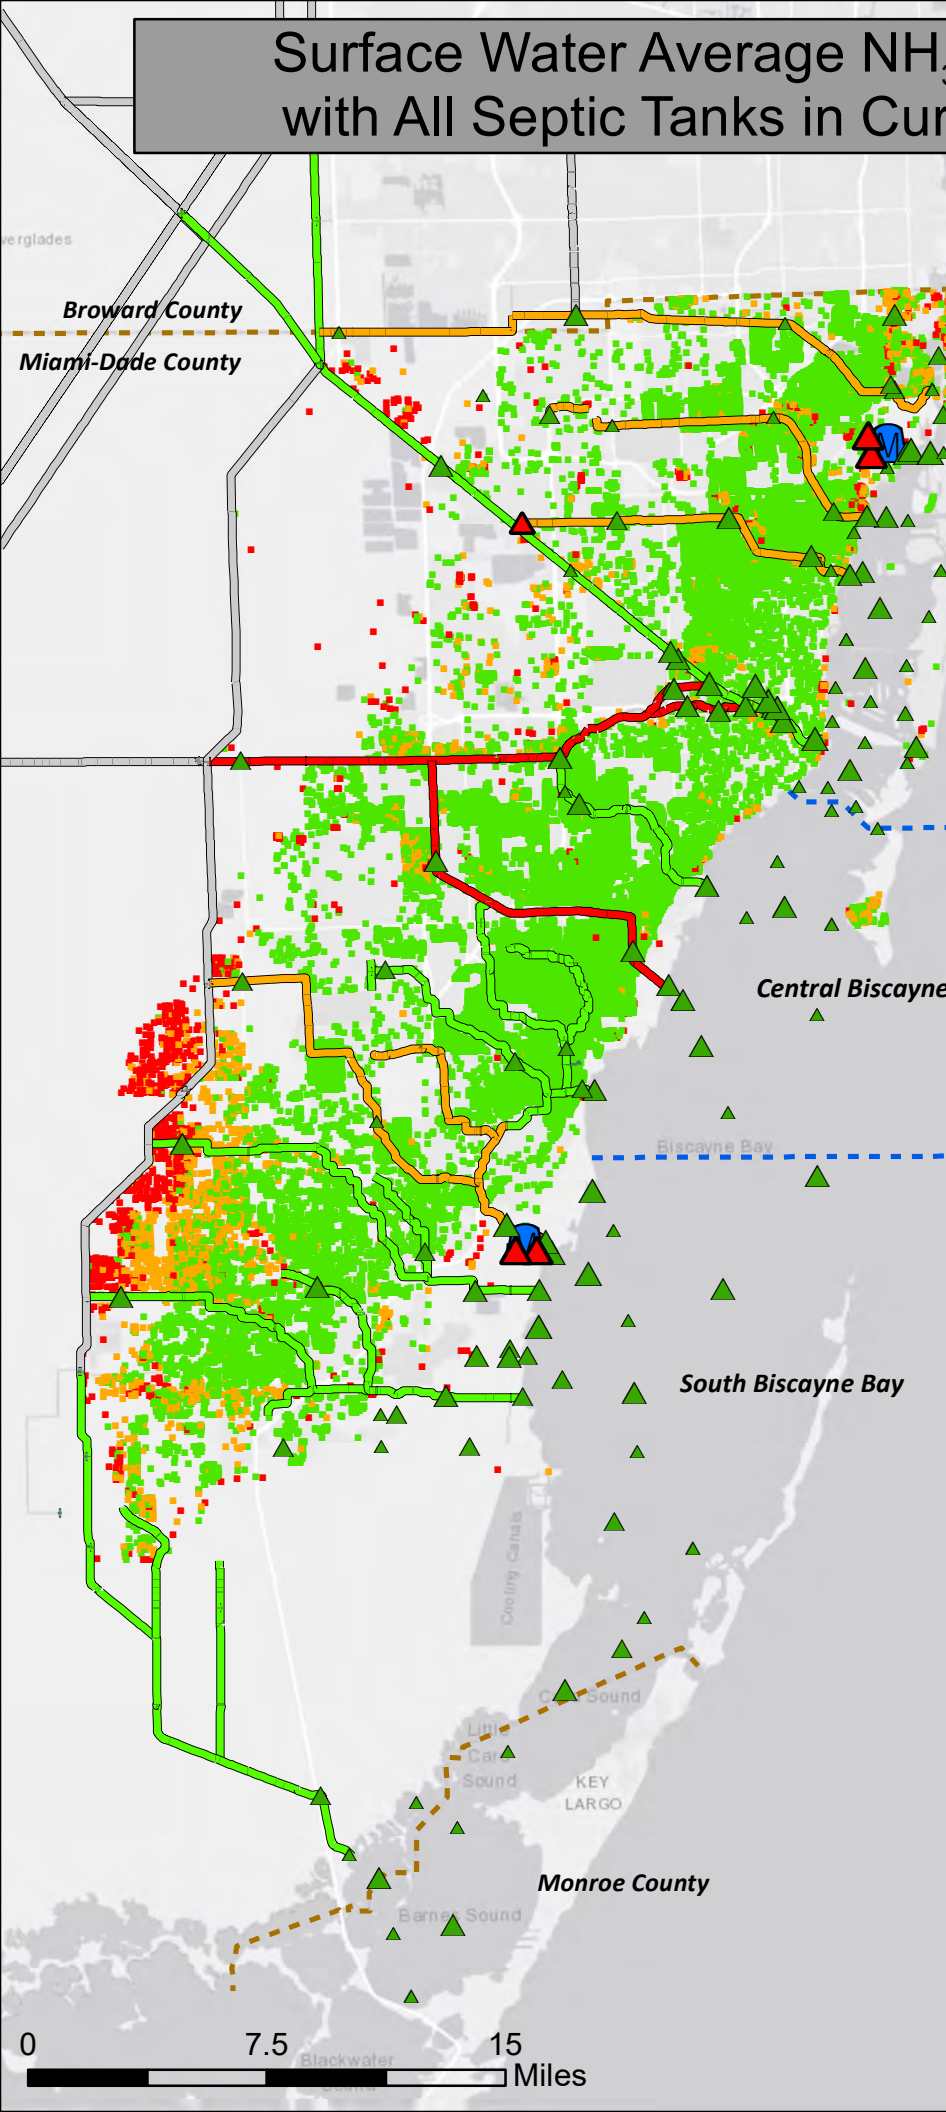 Surface Water Average NH
with All Septic Tanks in Cur
verglades
Broward County
Miami-Dade County
Central Biscayne
Biscayne Bay
South Biscayne Bay
Cooling Canals
Sound
Little
Card
Sound
KEY
LARGO
Monroe County
Barnes Sound
0 7.5 15
Miles
Blackwater